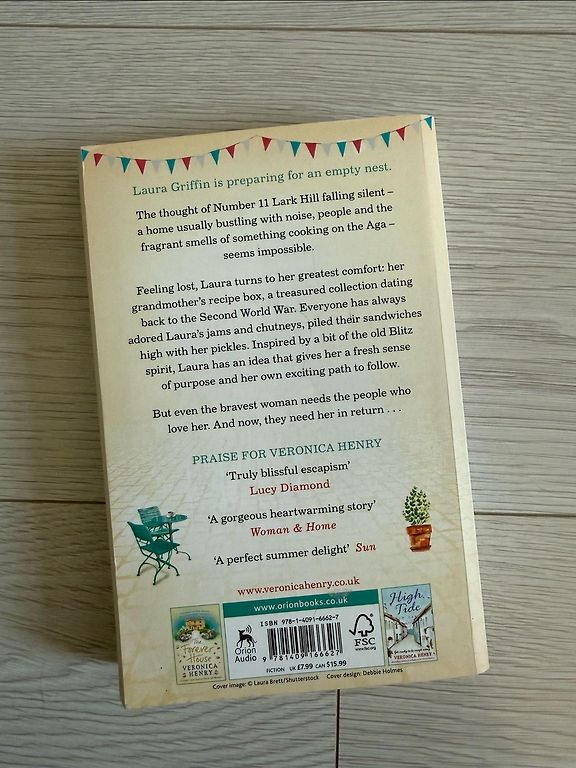 Laura Griffin is preparing for an empty nest.
The thought of Number 11 Lark Hill falling silent –
a home usually bustling with noise, people and the
fragrant smells of something cooking on the Aga –
seems impossible.
Feeling lost, Laura turns to her greatest comfort: her
grandmother's recipe box, a treasured collection dating
back to the Second World War. Everyone has always
adored Laura's jams and chutneys, piled their sandwiches
high with her pickles. Inspired by a bit of the old Blitz
spirit, Laura has an idea that gives her a fresh sense
of purpose and her own exciting path to follow.
But even the bravest woman needs the people who
love her. And now, they need her in return . . .
PRAISE FOR VERONICA HENRY
'Truly blissful escapism'
Lucy Diamond
'A gorgeous heartwarming story'
Woman & Home
'A perfect summer delight' Sun
www.veronicahenry.co.uk
www.orionbooks.co.uk
Forever
House
VERONICA
HENRY
Orion
Audio
ISBN 978-1-4091-6662-7
9 781409 166627
FICTION UK £7.99 CAN $15.99
FSC
www.fsc.org
High
Tide
VERONICA HENRY
Cover image: © Laura Brett/Shutterstock Cover design: Debbie Holmes